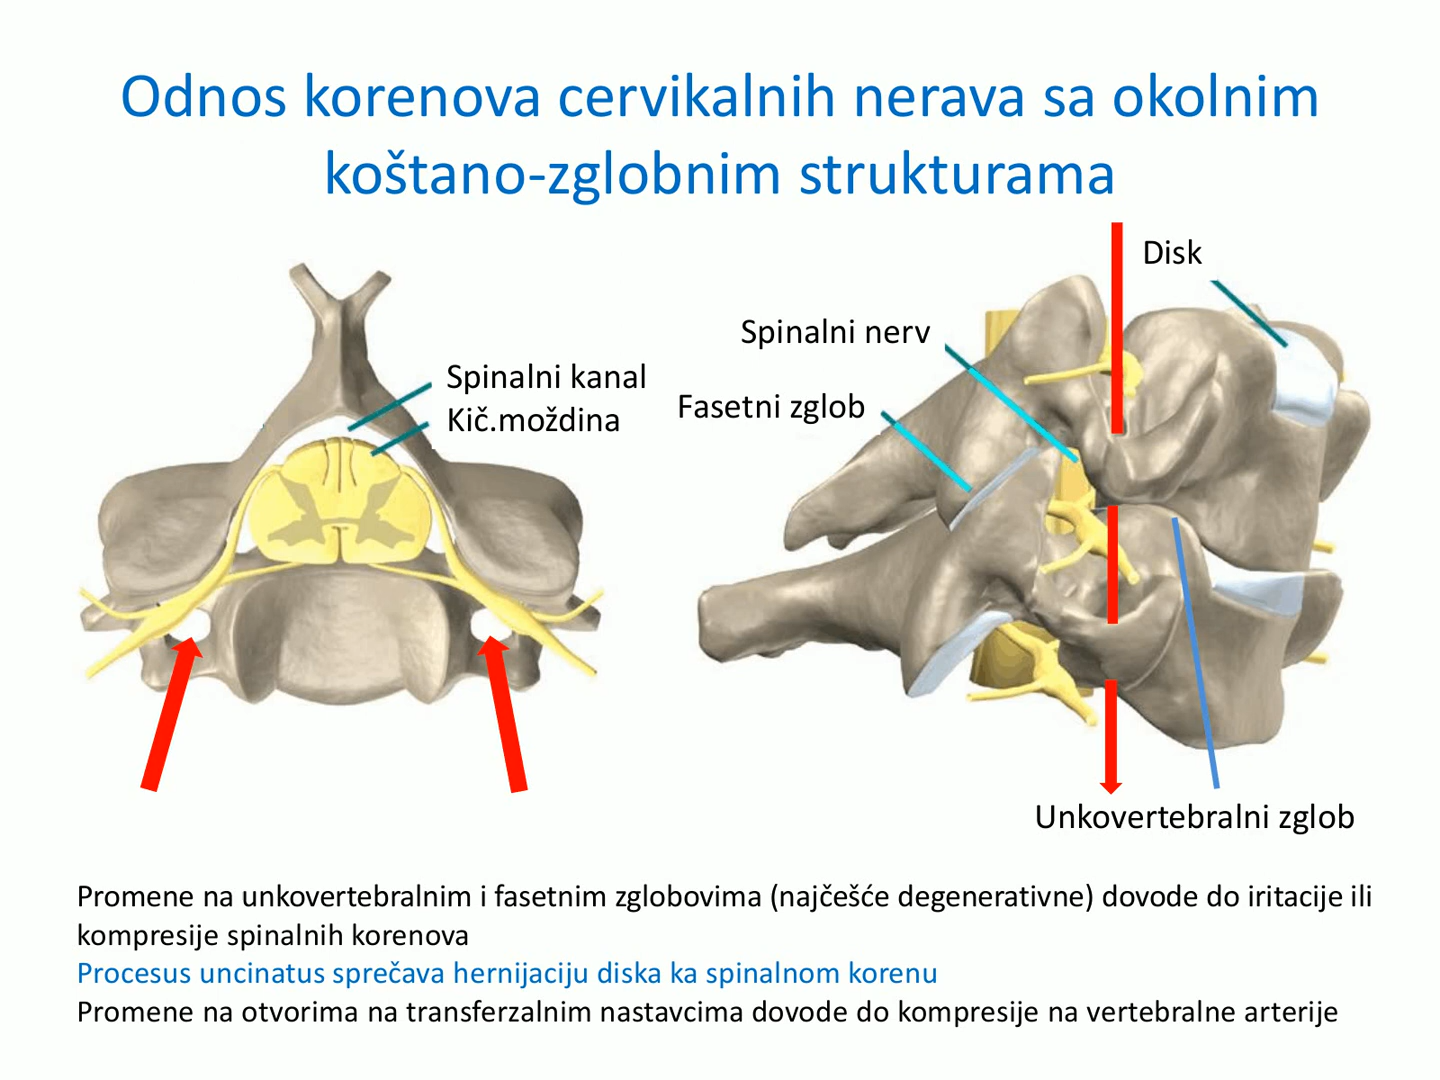 Odnos korenova cervikalnih nerava sa okolnim
koštano-zglobnim strukturama
Disk
Spinalni nerv
Spinalni kanal
Fasetni zglob
Kič.moždina
Unkovertebralni zglob
Promene na unkovertebralnim i fasetnim zglobovima (najčešće degenerativne) dovode do iritacije ili
kompresije spinalnih korenova
Procesus uncinatus sprečava hernijaciju diska ka spinalnom korenu
Promene na otvorima na transferzalnim nastavcima dovode do kompresije na vertebralne arterije